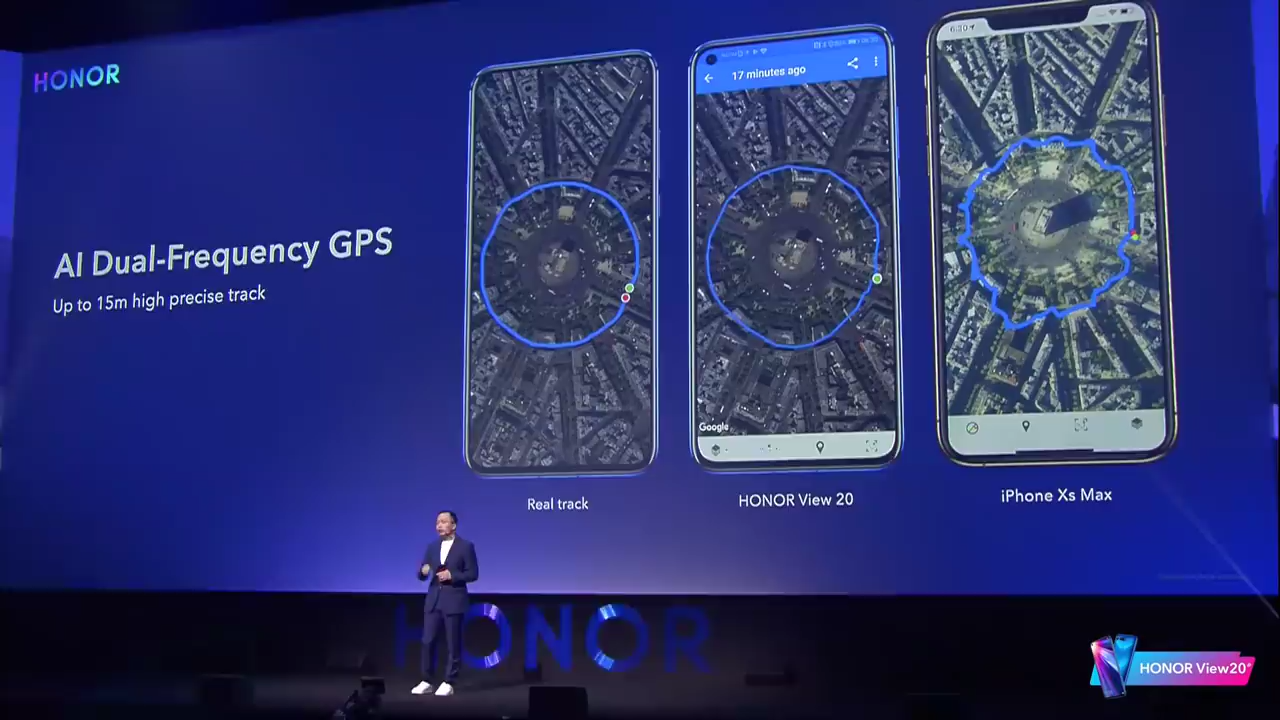 HONOR
AI Dual-Frequency GPS
Up to 15m high precise track
17 minutes ago
Google
Real track
HONOR View 20
iPhone Xs Max
HONOR
HONOR View20*